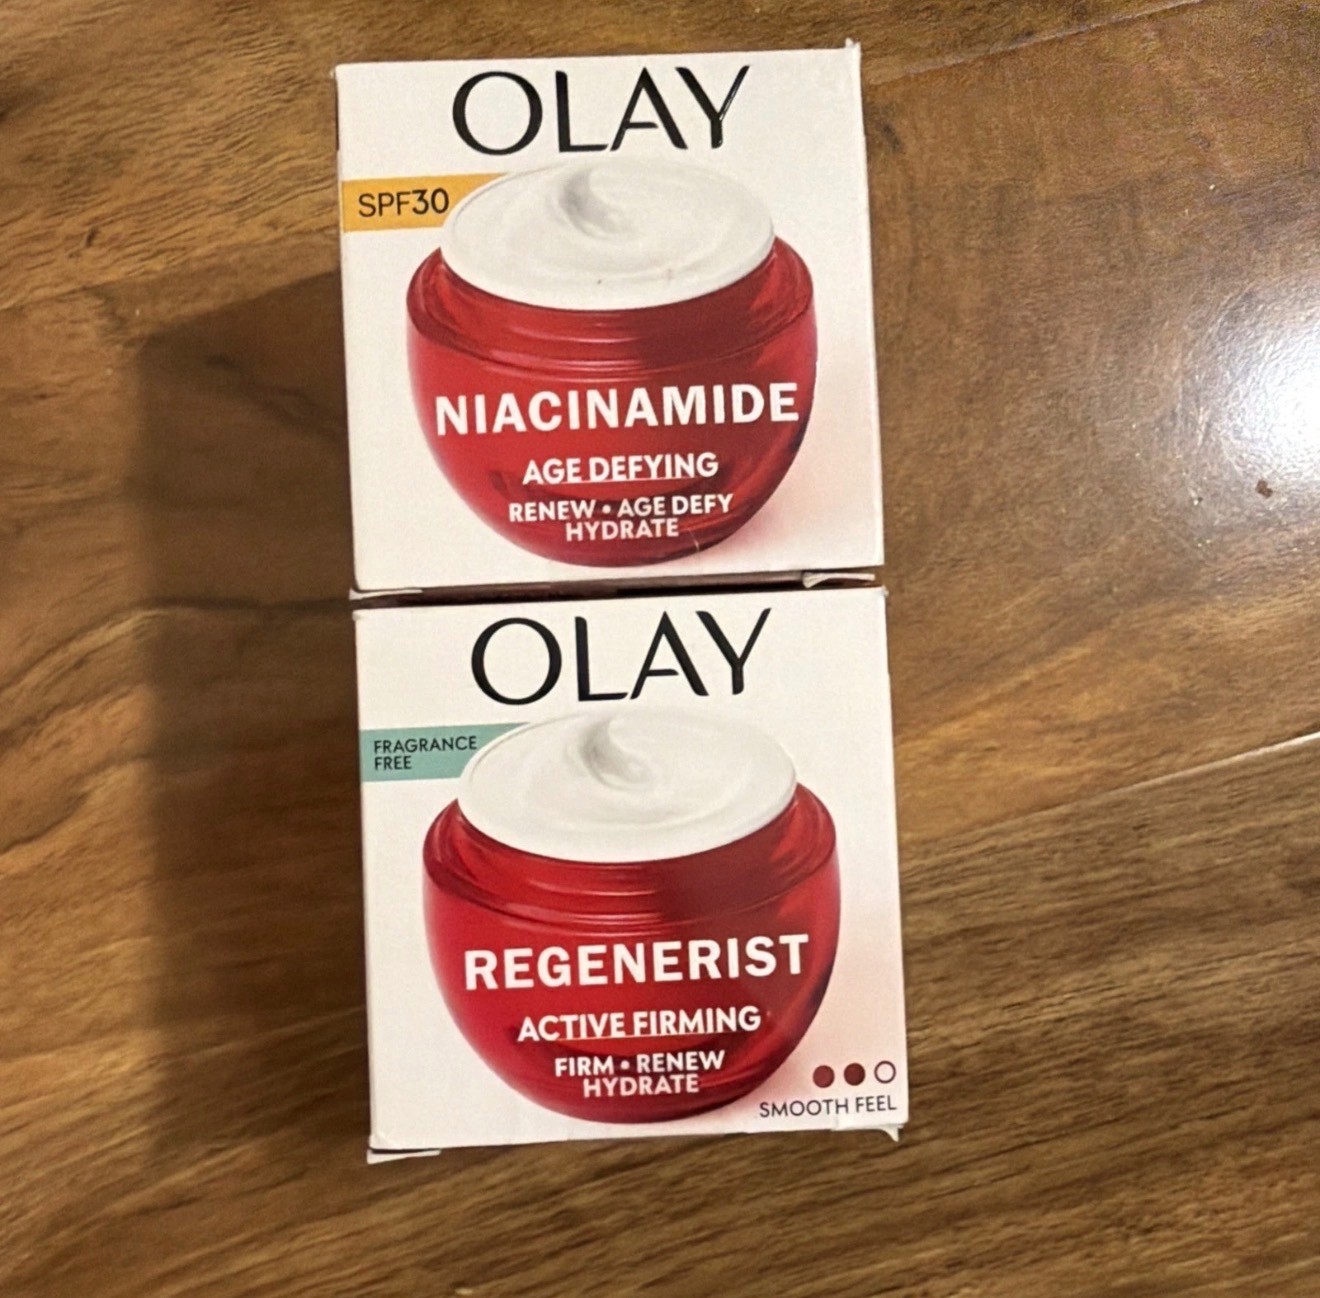 OLAY
SPF30
NIACINAMIDE
AGE DEFYING
RENEW • AGE DEFY
HYDRATE
OLAY
FRAGRANCE
FREE
REGENERIST
ACTIVE FIRMING
FIRM • RENEW
HYDRATE
SMOOTH FEEL